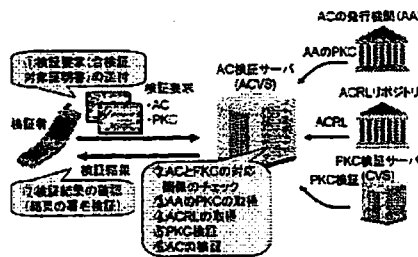 ①検証要求(含検証
対象証明書)の送付
検証者
検証要求
・AC
・PKC
検証結果
⑦検証結果の確認
(結果の署名検証)
AC検証サーバ
(ACVS)
②ACとPKCの対応
関係のチェック
③AAのPKCの取得
④ACRLの取得
⑤PKC検証
⑥ACの検証
ACの発行機関(AA)
AAのPKC
ACRLリポジトリ
ACRL
PKC検証サーバ
(CVS)
PKC検証